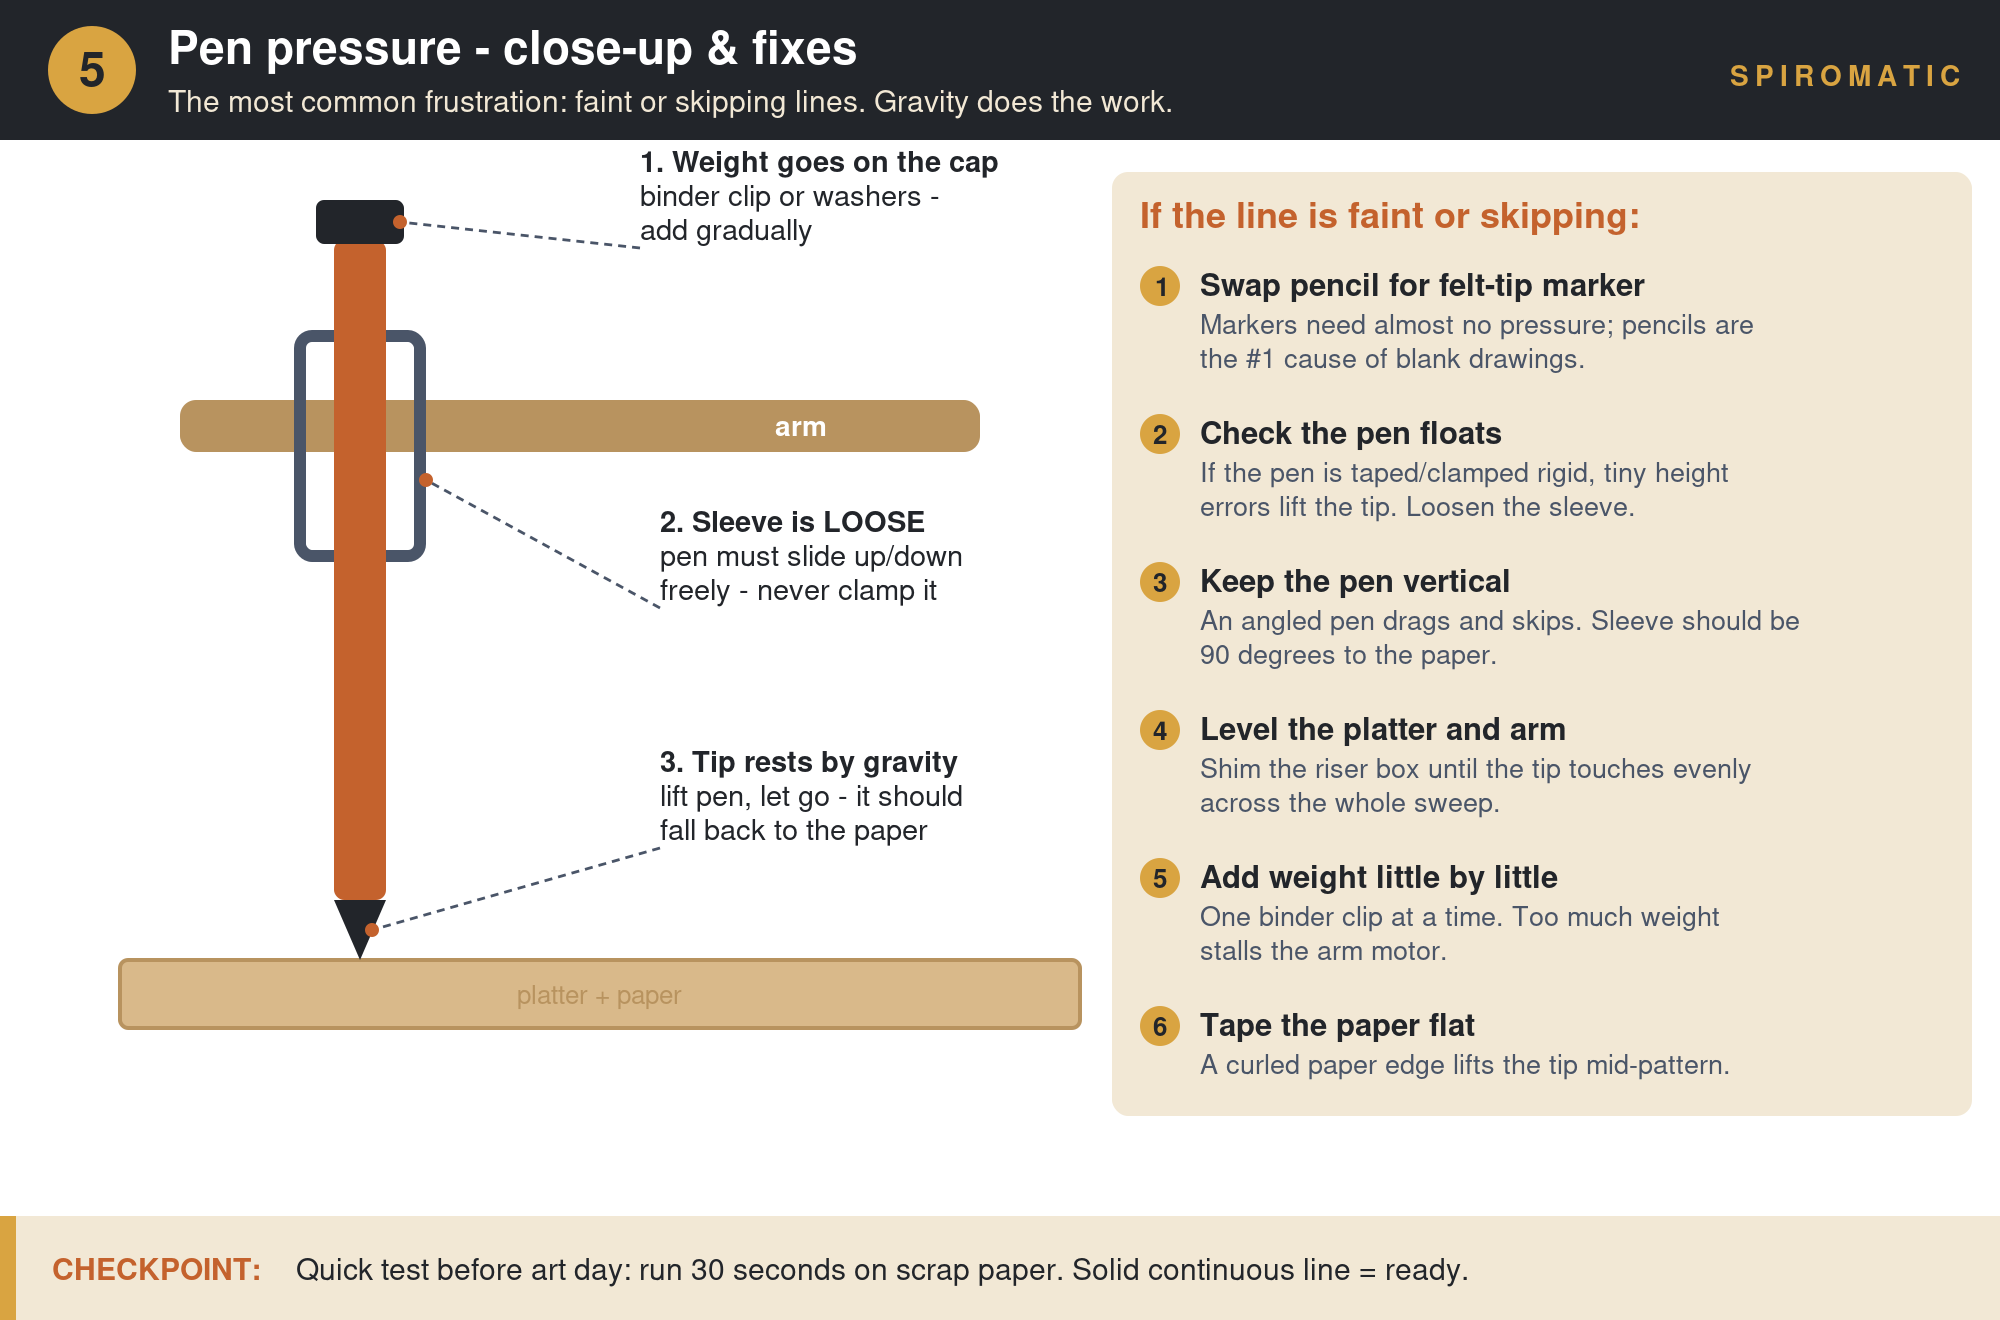 5
Pen pressure - close-up & fixes
The most common frustration: faint or skipping lines. Gravity does the work.
SPIROMATIC
1. Weight goes on the cap
binder clip or washers -
add gradually
arm
2. Sleeve is LOOSE
pen must slide up/down
freely - never clamp it
3. Tip rests by gravity
lift pen, let go - it should
fall back to the paper
platter + paper
If the line is faint or skipping:
1 Swap pencil for felt-tip marker
Markers need almost no pressure; pencils are
the #1 cause of blank drawings.
2 Check the pen floats
If the pen is taped/clamped rigid, tiny height
errors lift the tip. Loosen the sleeve.
3 Keep the pen vertical
An angled pen drags and skips. Sleeve should be
90 degrees to the paper.
4 Level the platter and arm
Shim the riser box until the tip touches evenly
across the whole sweep.
5 Add weight little by little
One binder clip at a time. Too much weight
stalls the arm motor.
6 Tape the paper flat
A curled paper edge lifts the tip mid-pattern.
CHECKPOINT: Quick test before art day: run 30 seconds on scrap paper. Solid continuous line = ready.